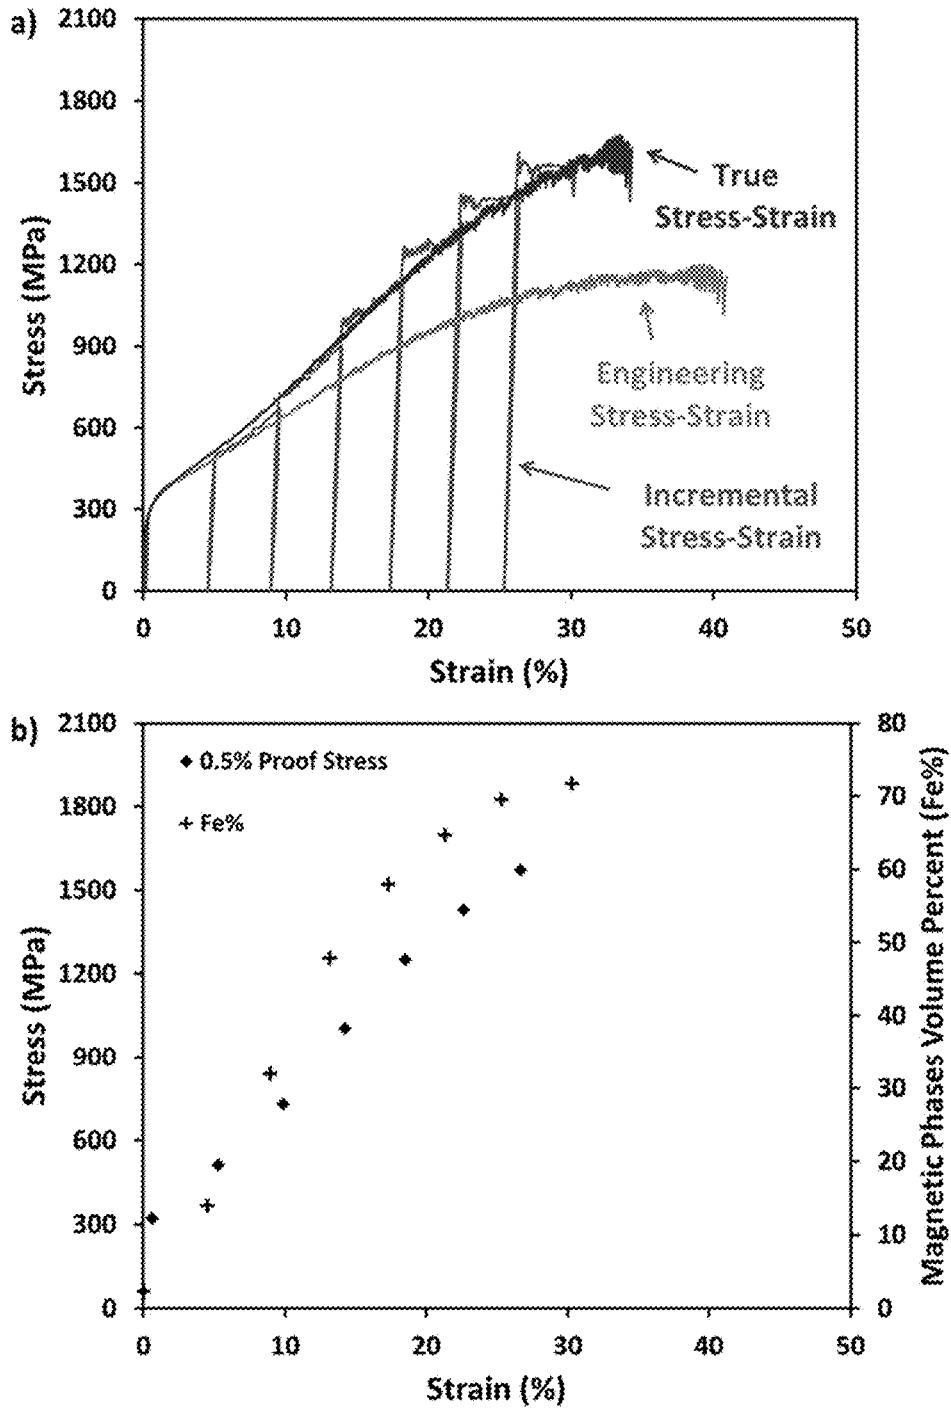 a)
2100
1800
1500
1200
900
600
300
0
Stress (MPa)
True
Stress-Strain
Engineering
Stress-Strain
Incremental
Stress-Strain
0 10 20 30 40 50
Strain (%)
b)
2100
1800
1500
1200
900
600
300
0
Stress (MPa)
0.5% Proof Stress
Fe%
80
70
60
50
40
30
20
10
0
Magnetic Phases Volume Percent (Fe%)
0 10 20 30 40 50
Strain (%)